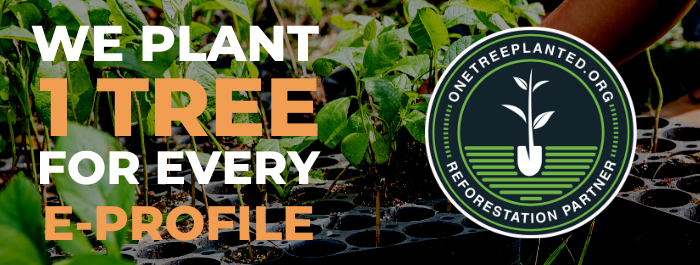 WE PLANT
1 TREE
FOR EVERY
E-PROFILE
ONETREEPLANTED.ORG
REFORESTATION PARTNER